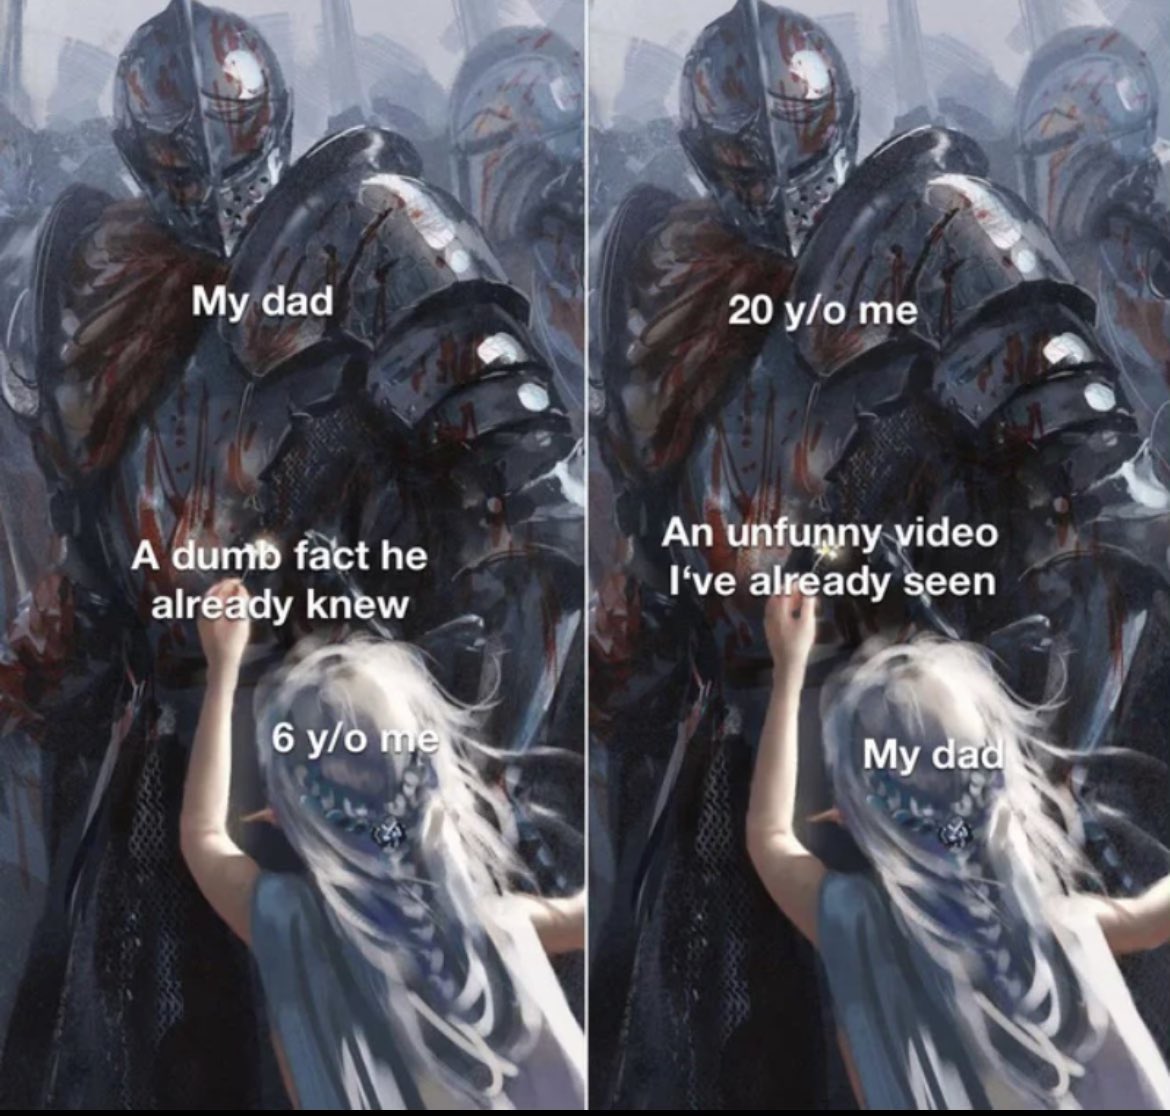 My dad
A dumb fact he
already knew
6 y/o me
20 y/o me
An unfunny video
I‘ve already seen
My dad